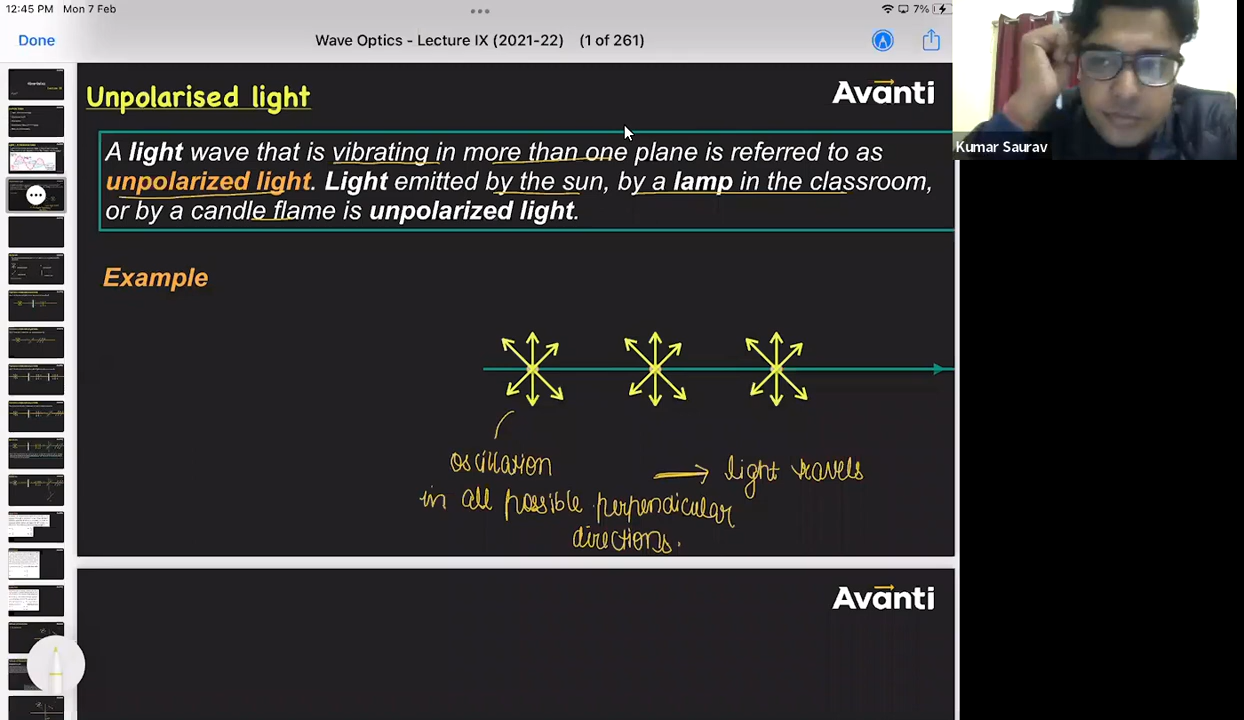 12:45 PM Mon 7 Feb
7%
Done
Wave Optics - Lecture IX (2021-22) (1 of 261)
Unpolarised light
Avanti
Kumar Saurav
A light wave that is vibrating in more than one plane is referred to as
unpolarized light. Light emitted by the sun, by a lamp in the classroom,
or by a candle flame is unpolarized light.
Example
oscillation
in all possible perpendicular
directions.
light travels
Avanti